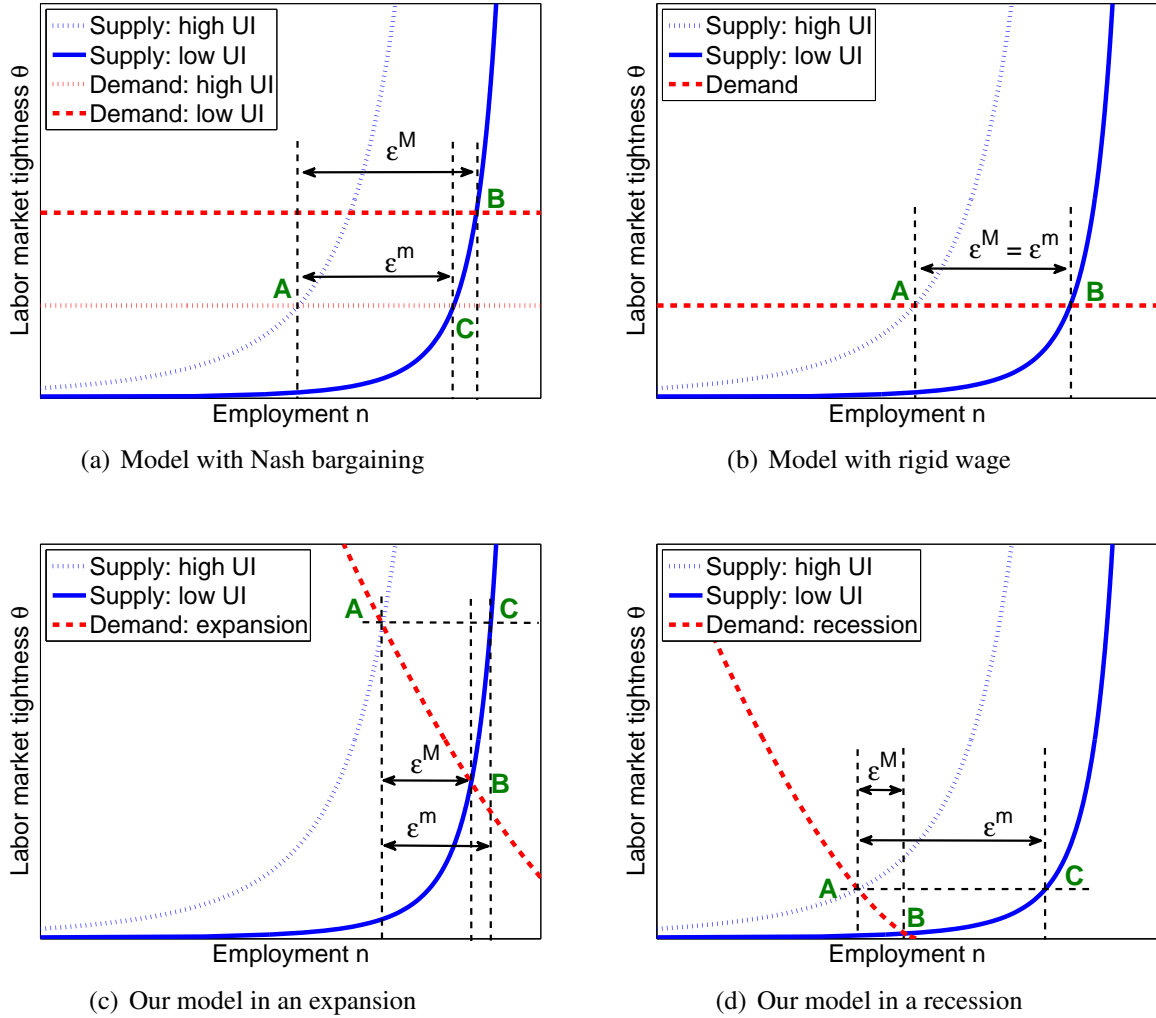 Supply: high UI
Supply: low UI
Demand: high UI
Demand: low UI
ε^M
B
ε^m
A
C
Labor market tightness θ
Employment n
(a) Model with Nash bargaining
Supply: high UI
Supply: low UI
Demand
ε^M = ε^m
A
B
Labor market tightness θ
Employment n
(b) Model with rigid wage
Supply: high UI
Supply: low UI
Demand: expansion
A
C
ε^M
B
ε^m
Labor market tightness θ
Employment n
(c) Our model in an expansion
Supply: high UI
Supply: low UI
Demand: recession
ε^M
ε^m
A
C
B
Labor market tightness θ
Employment n
(d) Our model in a recession